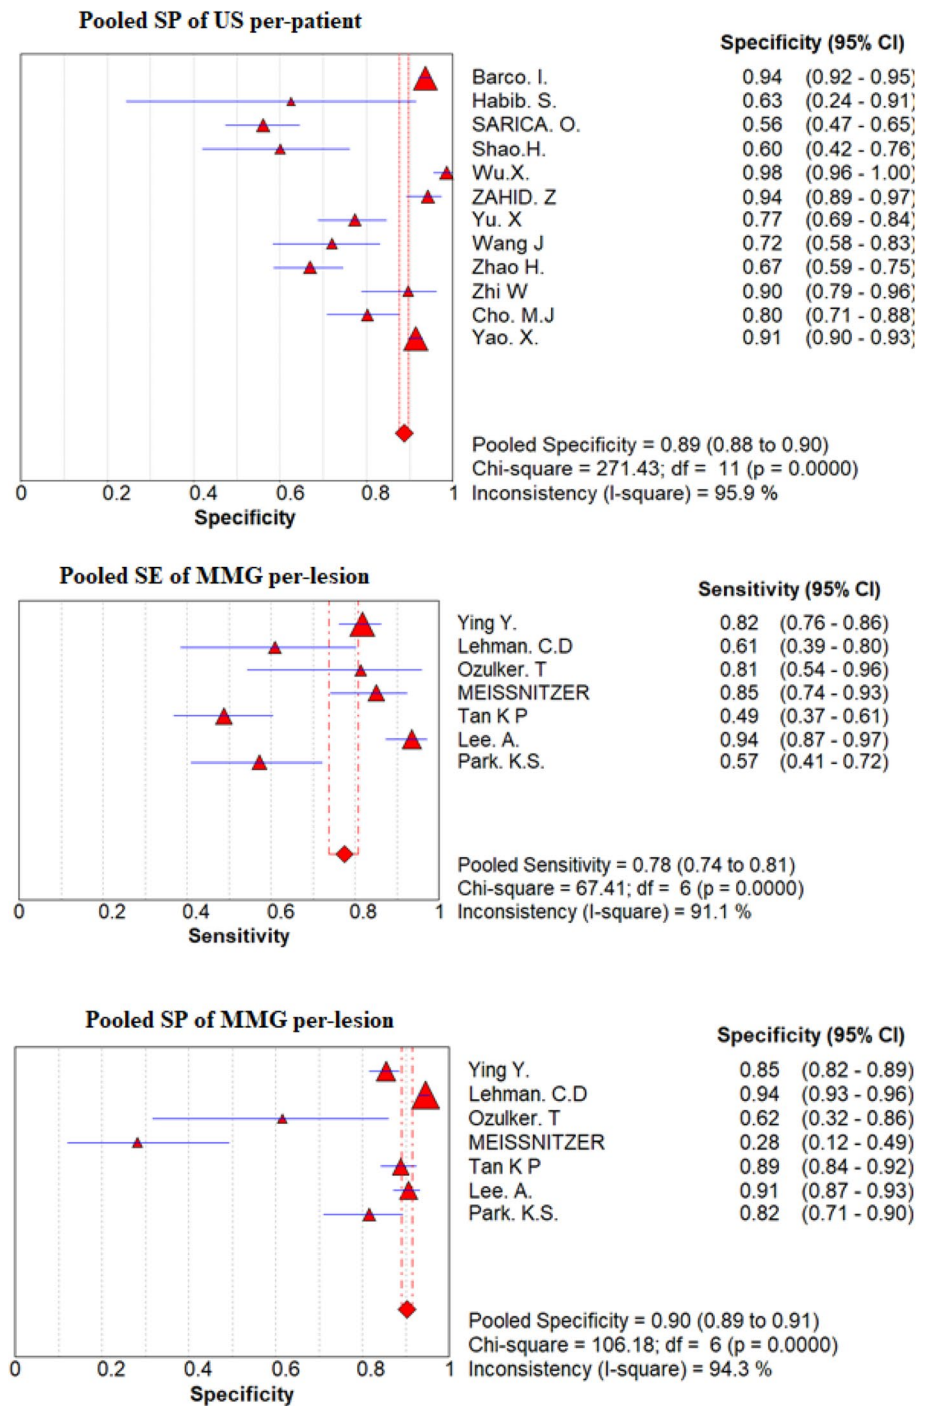 Pooled SP of US per-patient
Specificity (95% CI)
Barco. I. 0.94 (0.92 - 0.95)
Habib. S. 0.63 (0.24 - 0.91)
SARICA. O. 0.56 (0.47 - 0.65)
Shao.H. 0.60 (0.42 - 0.76)
Wu.X. 0.98 (0.96 - 1.00)
ZAHID. Z 0.94 (0.89 - 0.97)
Yu. X 0.77 (0.69 - 0.84)
Wang J 0.72 (0.58 - 0.83)
Zhao H. 0.67 (0.59 - 0.75)
Zhi W 0.90 (0.79 - 0.96)
Cho. M.J 0.80 (0.71 - 0.88)
Yao. X. 0.91 (0.90 - 0.93)
Pooled Specificity = 0.89 (0.88 to 0.90)
Chi-square = 271.43; df = 11 (p = 0.0000)
Inconsistency (I-square) = 95.9 %
0 0.2 0.4 0.6 0.8 1
Specificity
Pooled SE of MMG per-lesion
Sensitivity (95% CI)
Ying Y. 0.82 (0.76 - 0.86)
Lehman. C.D 0.61 (0.39 - 0.80)
Ozulker. T 0.81 (0.54 - 0.96)
MEISSNITZER 0.85 (0.74 - 0.93)
Tan K P 0.49 (0.37 - 0.61)
Lee. A. 0.94 (0.87 - 0.97)
Park. K.S. 0.57 (0.41 - 0.72)
Pooled Sensitivity = 0.78 (0.74 to 0.81)
Chi-square = 67.41; df = 6 (p = 0.0000)
Inconsistency (I-square) = 91.1 %
0 0.2 0.4 0.6 0.8 1
Sensitivity
Pooled SP of MMG per-lesion
Specificity (95% CI)
Ying Y. 0.85 (0.82 - 0.89)
Lehman. C.D 0.94 (0.93 - 0.96)
Ozulker. T 0.62 (0.32 - 0.86)
MEISSNITZER 0.28 (0.12 - 0.49)
Tan K P 0.89 (0.84 - 0.92)
Lee. A. 0.91 (0.87 - 0.93)
Park. K.S. 0.82 (0.71 - 0.90)
Pooled Specificity = 0.90 (0.89 to 0.91)
Chi-square = 106.18; df = 6 (p = 0.0000)
Inconsistency (I-square) = 94.3 %
0 0.2 0.4 0.6 0.8 1
Specificity